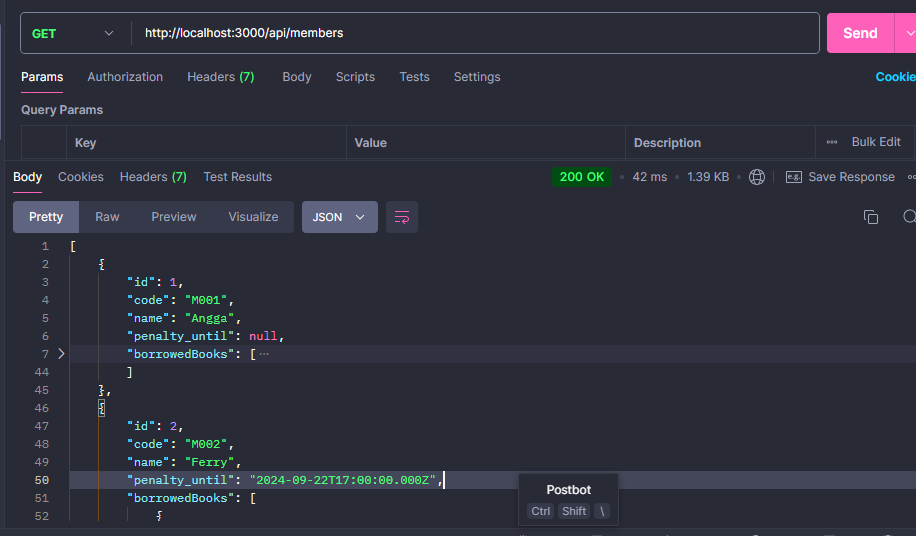 GET http://localhost:3000/api/members Send
Params Authorization Headers (7) Body Scripts Tests Settings Cookie
Query Params
Key Value Description Bulk Edit
Body Cookies Headers (7) Test Results 200 OK 42 ms 1.39 KB Save Response
Pretty Raw Preview Visualize JSON
1 [
2 {
3 "id": 1,
4 "code": "M001",
5 "name": "Angga",
6 "penalty_until": null,
7 "borrowedBooks": [ ⋯
44 ]
45 },
46 {
47 "id": 2,
48 "code": "M002",
49 "name": "Ferry",
50 "penalty_until": "2024-09-22T17:00:00.000Z",
51 "borrowedBooks": [
52 {
Postbot
Ctrl Shift \